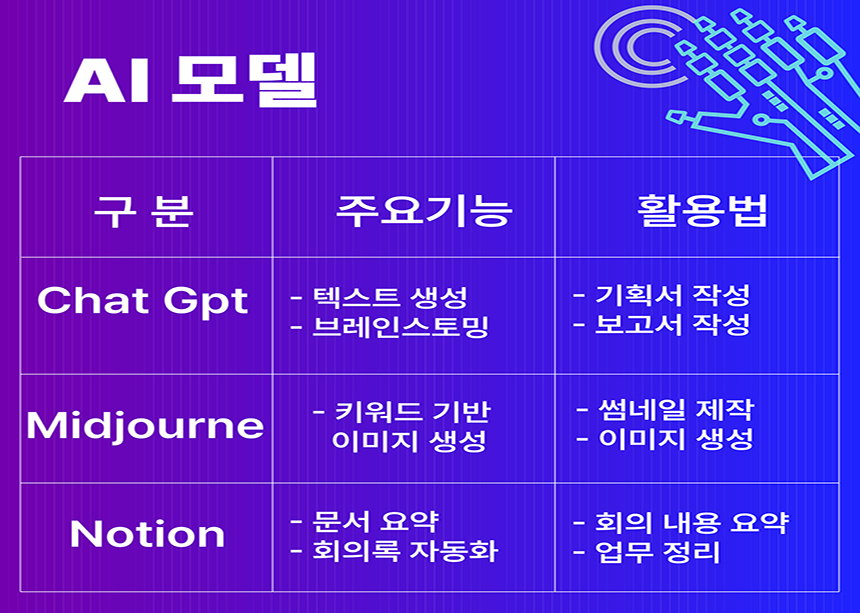 AI 모델
구 분 주요기능 활용법
Chat Gpt
- 텍스트 생성
- 브레인스토밍
- 기획서 작성
- 보고서 작성
Midjourne
- 키워드 기반
이미지 생성
- 썸네일 제작
- 이미지 생성
Notion
- 문서 요약
- 회의록 자동화
- 회의 내용 요약
- 업무 정리